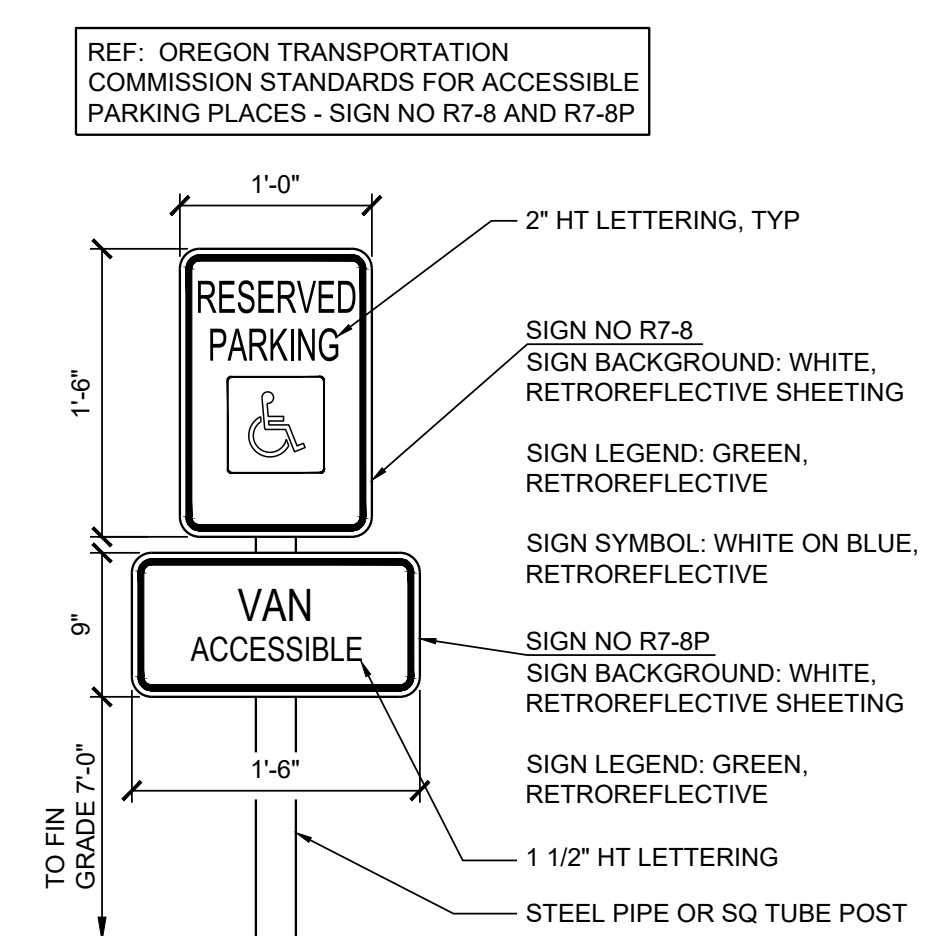 REF: OREGON TRANSPORTATION
COMMISSION STANDARDS FOR ACCESSIBLE
PARKING PLACES - SIGN NO R7-8 AND R7-8P
1'-0"
2" HT LETTERING, TYP
RESERVED
PARKING
1'-6"
SIGN NO R7-8
SIGN BACKGROUND: WHITE,
RETROREFLECTIVE SHEETING
SIGN LEGEND: GREEN,
RETROREFLECTIVE
SIGN SYMBOL: WHITE ON BLUE,
RETROREFLECTIVE
VAN
ACCESSIBLE
9"
SIGN NO R7-8P
SIGN BACKGROUND: WHITE,
RETROREFLECTIVE SHEETING
SIGN LEGEND: GREEN,
RETROREFLECTIVE
1'-6"
TO FIN
GRADE 7'-0"
1 1/2" HT LETTERING
STEEL PIPE OR SQ TUBE POST